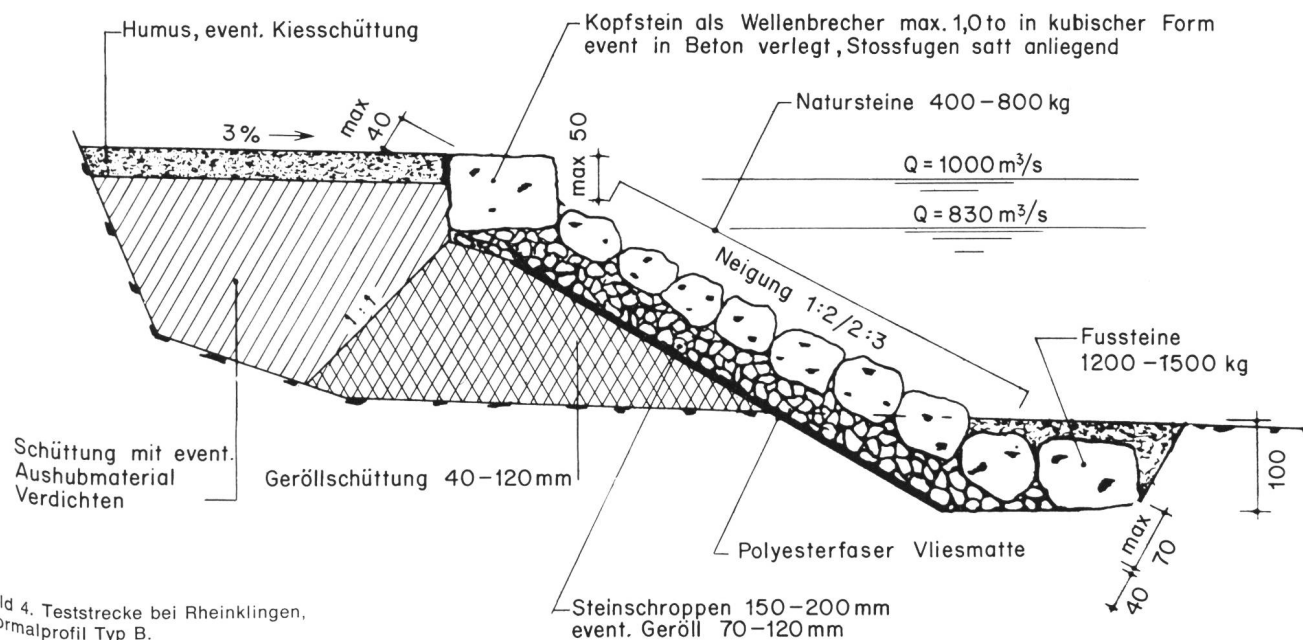 Humus, event. Kiesschüttung
Kopfstein als Wellenbrecher max. 1,0 to in kubischer Form
event in Beton verlegt, Stossfugen satt anliegend
Natursteine 400–800 kg
3%
max
40
max 50
Q = 1000 m³/s
Q = 830 m³/s
Neigung 1:2/2:3
1:1
Fussteine
1200–1500 kg
Schüttung mit event.
Aushubmaterial
Verdichten
Geröllschüttung 40–120 mm
100
max
70
40
Polyesterfaser Vliesmatte
Steinschroppen 150–200 mm
event. Geröll 70–120 mm
4. Teststrecke bei Rheinklingen,
Typ B.